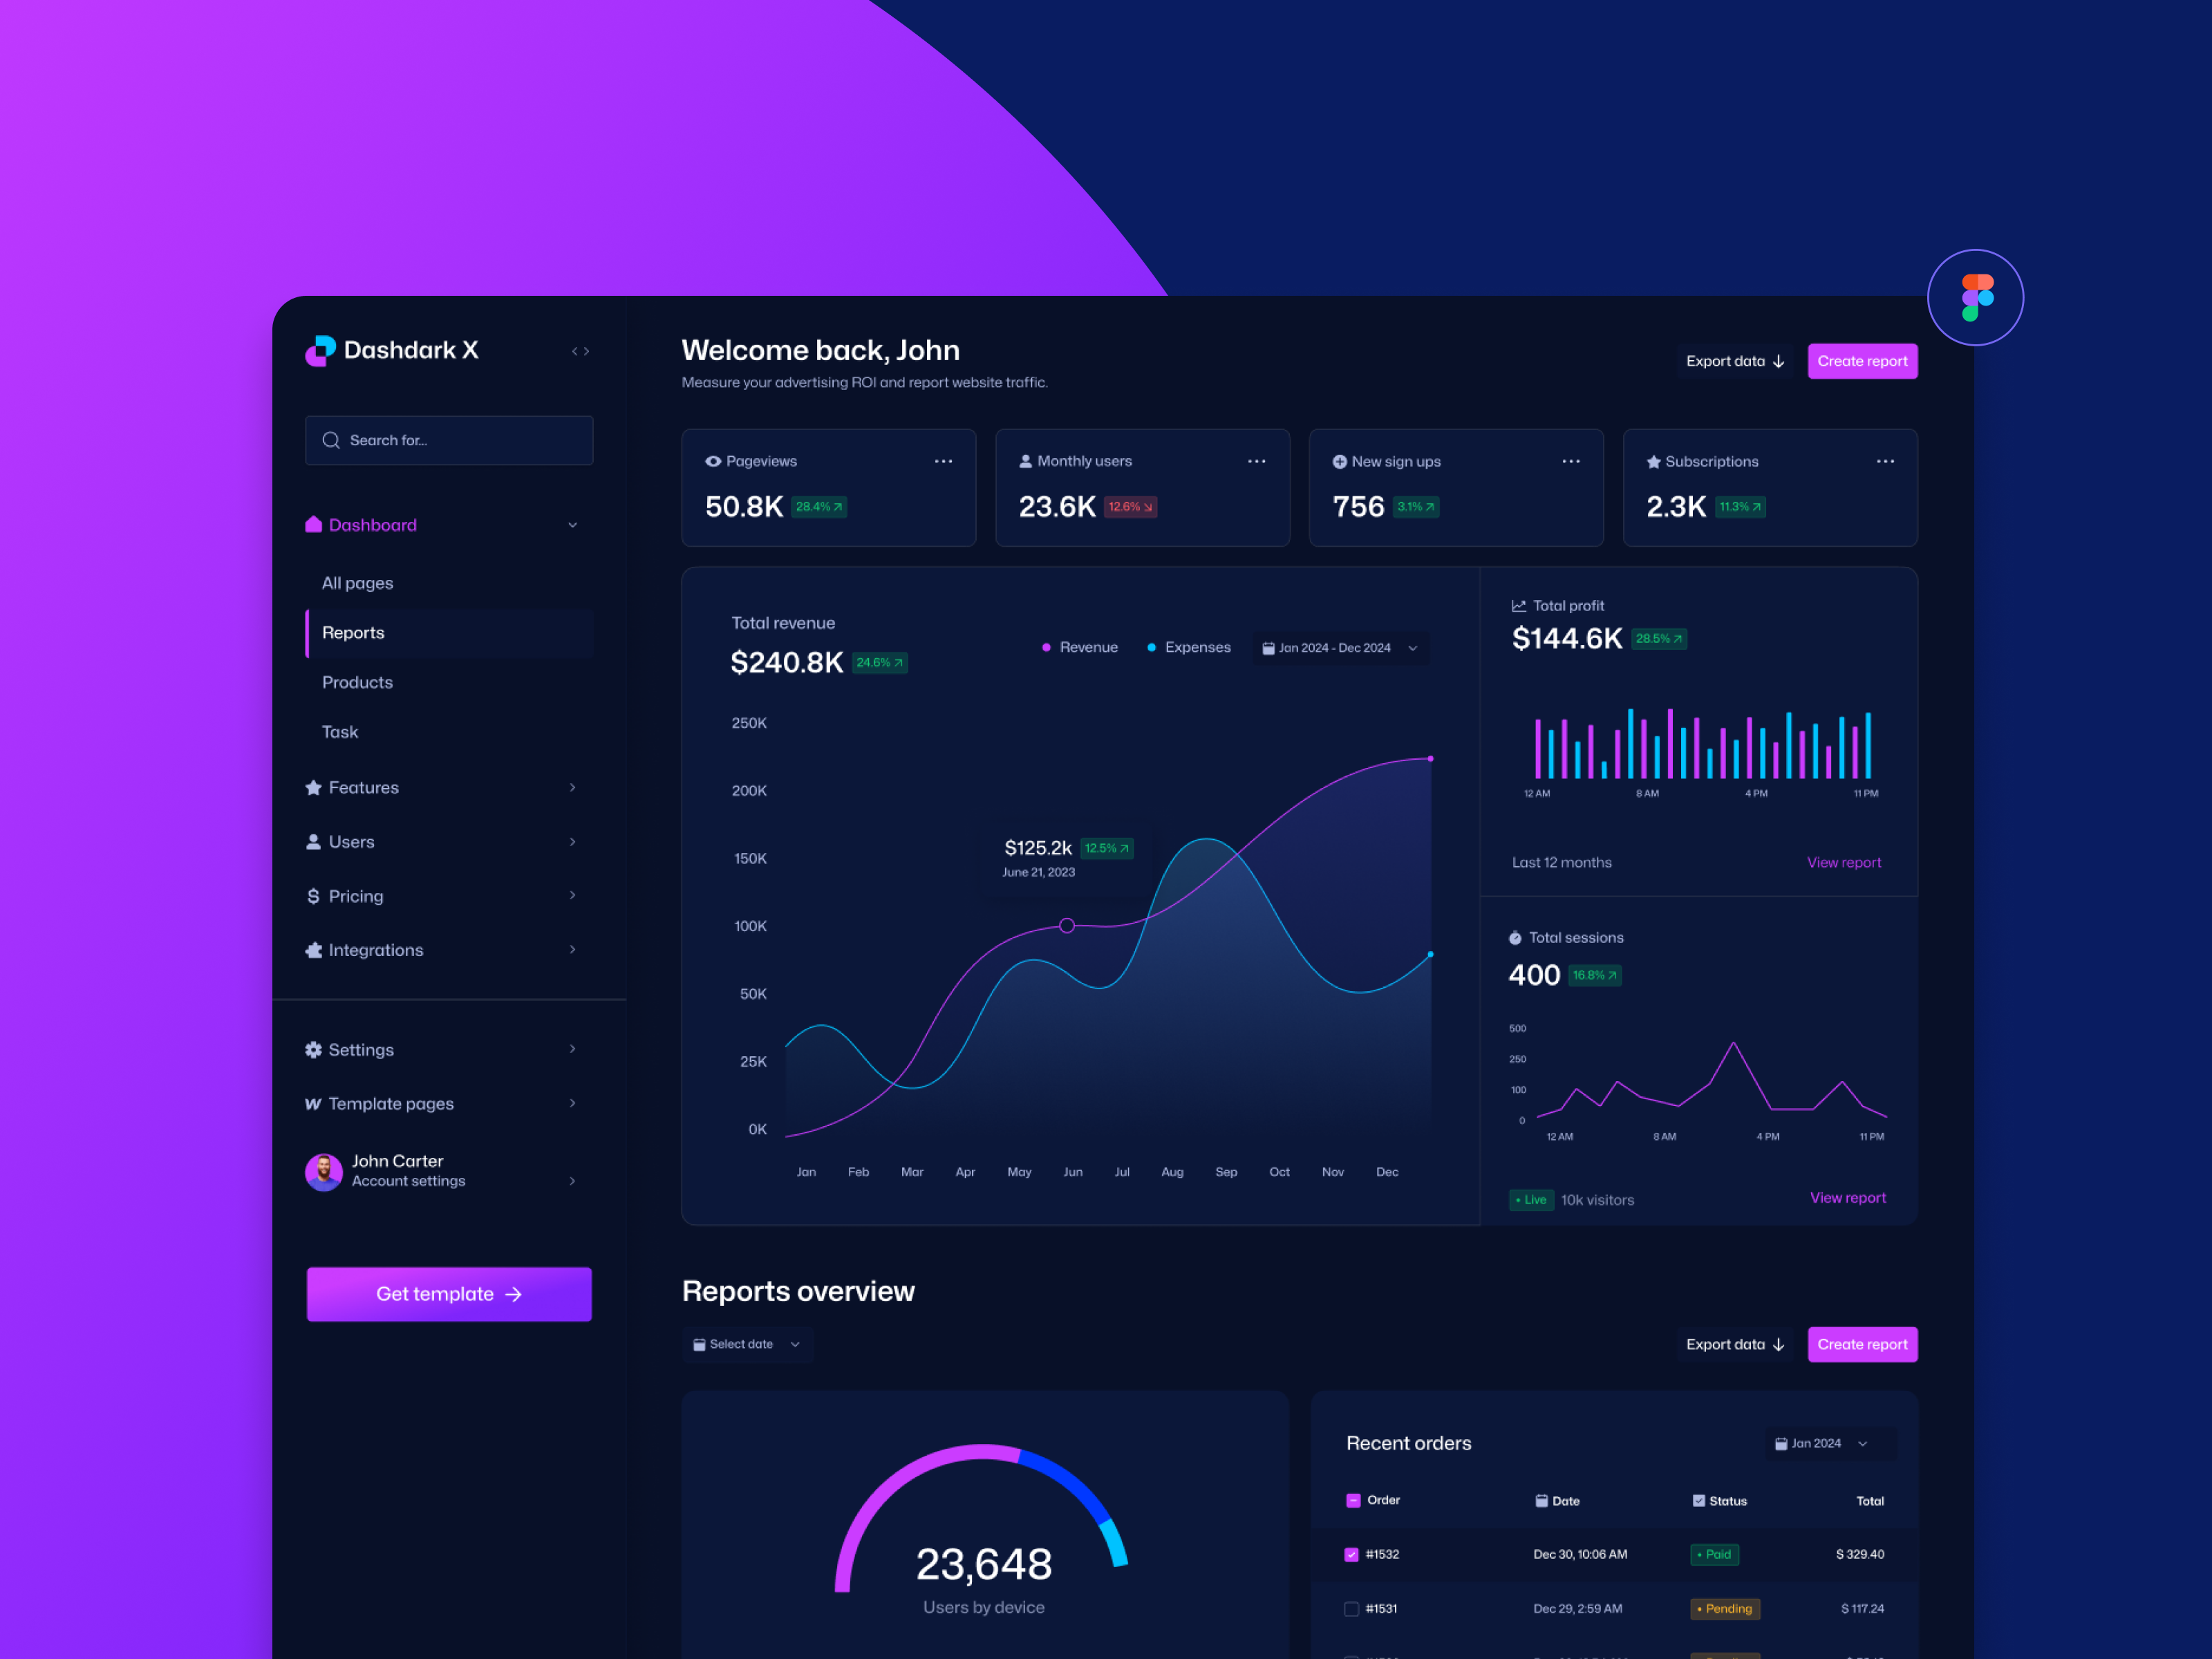 Dashdark X
Search for...
Dashboard
All pages
Reports
Products
Task
Features
Users
Pricing
Integrations
Settings
Template pages
John Carter
Account settings
Get template
Welcome back, John
Measure your advertising ROI and report website traffic.
Export data
Create report
Pageviews
50.8K 28.4%
Monthly users
23.6K 12.6%
New sign ups
756 3.1%
Subscriptions
2.3K 11.3%
Total revenue
$240.8K 24.6%
Revenue Expenses Jan 2024 - Dec 2024
250K
200K
150K
100K
50K
25K
0K
$125.2k 12.5%
June 21, 2023
Jan Feb Mar Apr May Jun Jul Aug Sep Oct Nov Dec
Total profit
$144.6K 28.5%
12 AM 8 AM 4 PM 11 PM
Last 12 months View report
Total sessions
400 16.8%
500
250
100
0
12 AM 8 AM 4 PM 11 PM
Live 10k visitors View report
Reports overview
Select date
Export data
Create report
23,648
Users by device
Recent orders Jan 2024
Order Date Status Total
#1532 Dec 30, 10:06 AM Paid $ 329.40
#1531 Dec 29, 2:59 AM Pending $ 117.24